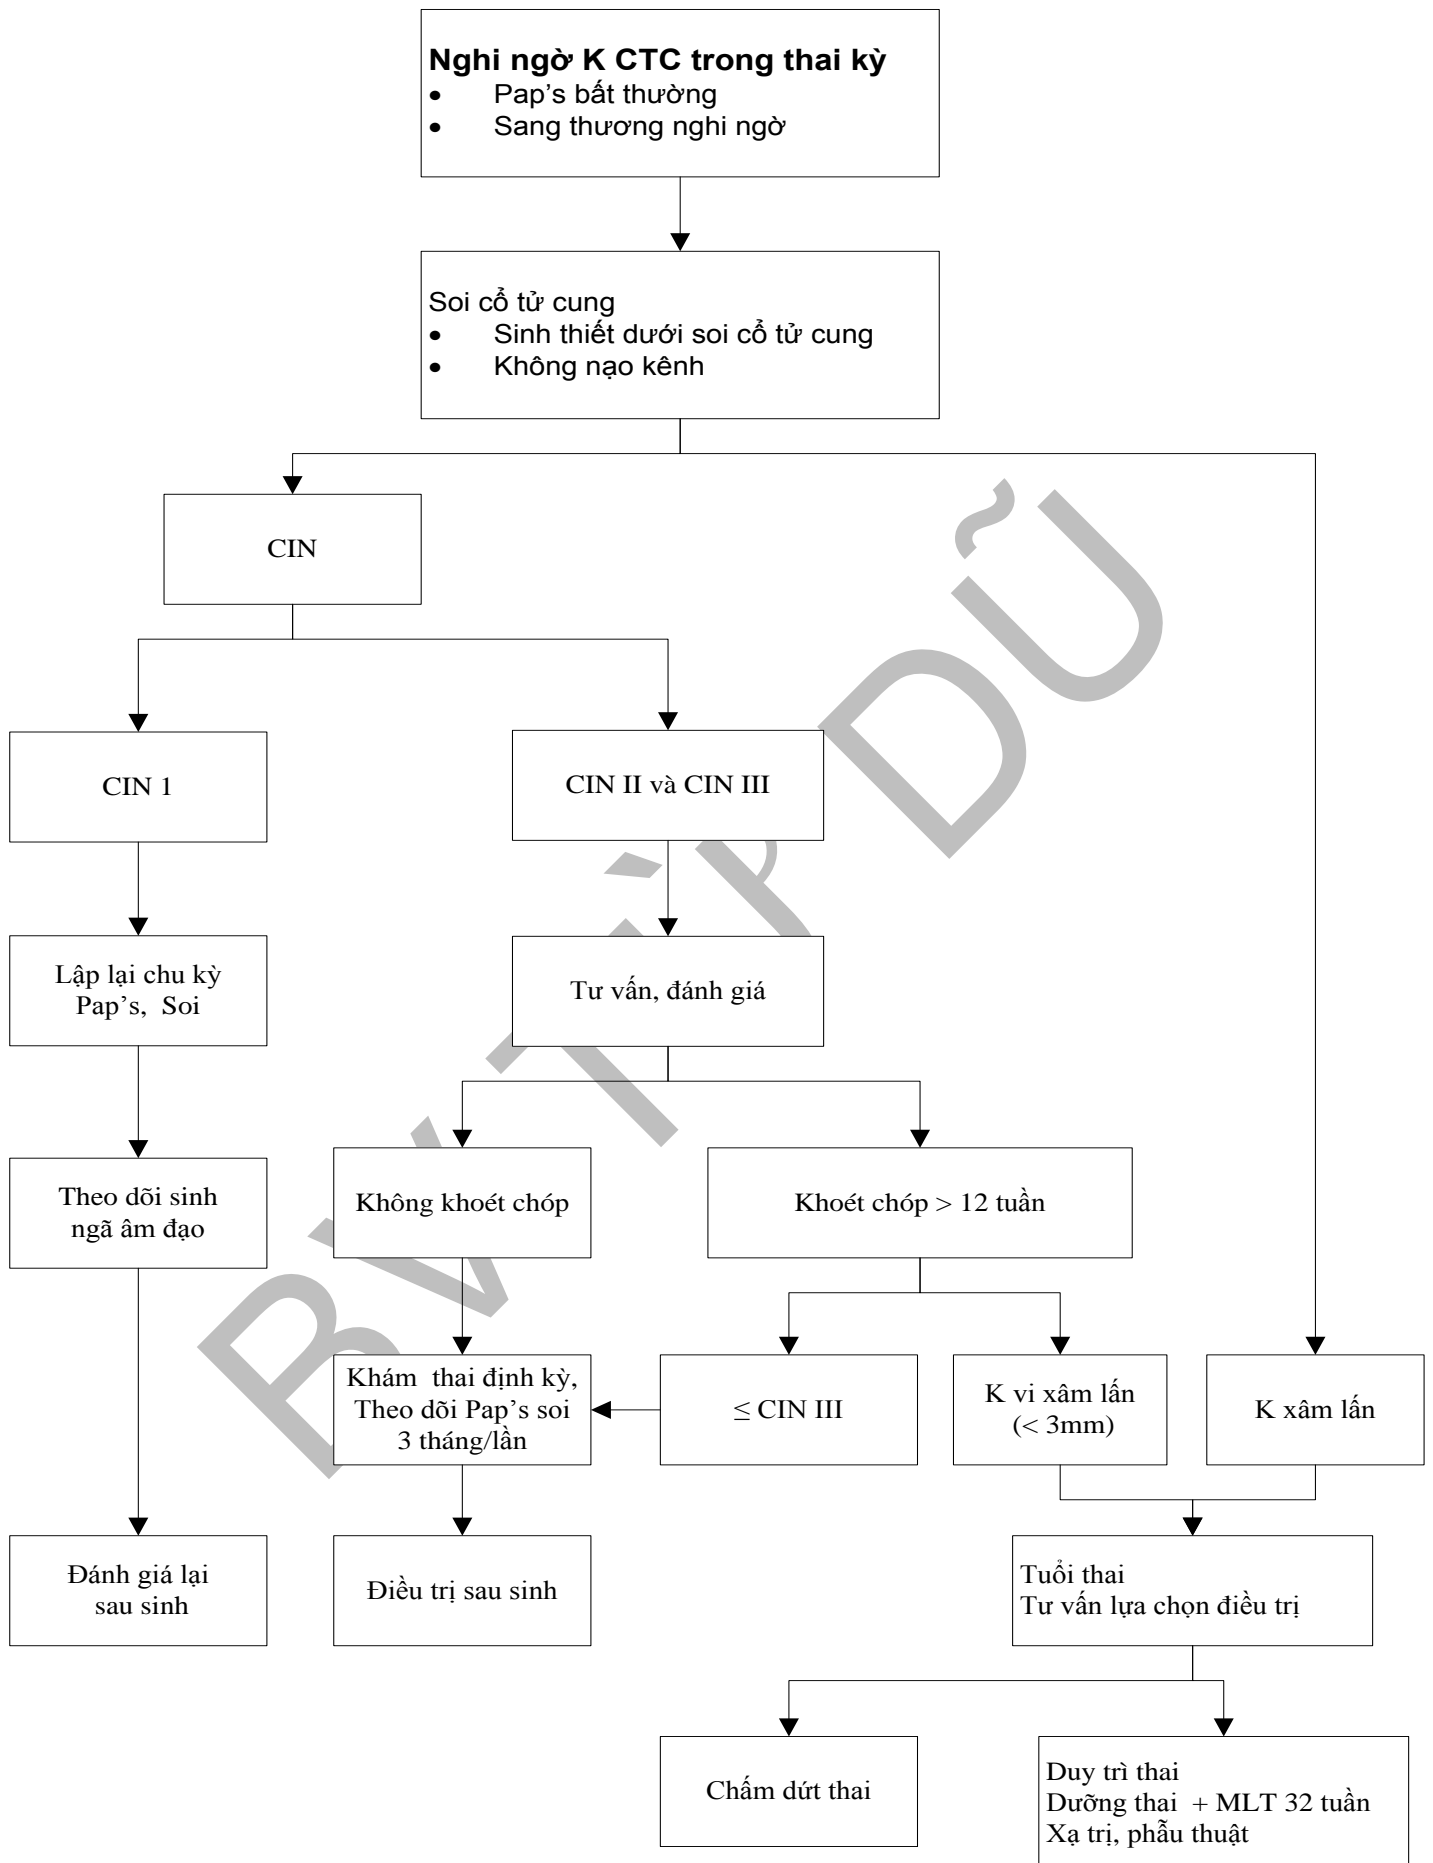 Nghi ngờ K CTC trong thai kỳ
• Pap’s bất thường
• Sang thương nghi ngờ
Soi cổ tử cung
• Sinh thiết dưới soi cổ tử cung
• Không nạo kênh
CIN
CIN 1
CIN II và CIN III
Lập lại chu kỳ
Pap’s, Soi
Tư vấn, đánh giá
Theo dõi sinh
ngã âm đạo
Không khoét chóp
Khoét chóp > 12 tuần
Khám thai định kỳ,
Theo dõi Pap’s soi
3 tháng/lần
≤ CIN III
K vi xâm lấn
(< 3mm)
K xâm lấn
Đánh giá lại
sau sinh
Điều trị sau sinh
Tuổi thai
Tư vấn lựa chọn điều trị
Chấm dứt thai
Duy trì thai
Dưỡng thai + MLT 32 tuần
Xạ trị, phẫu thuật
BV TỪ DŨ